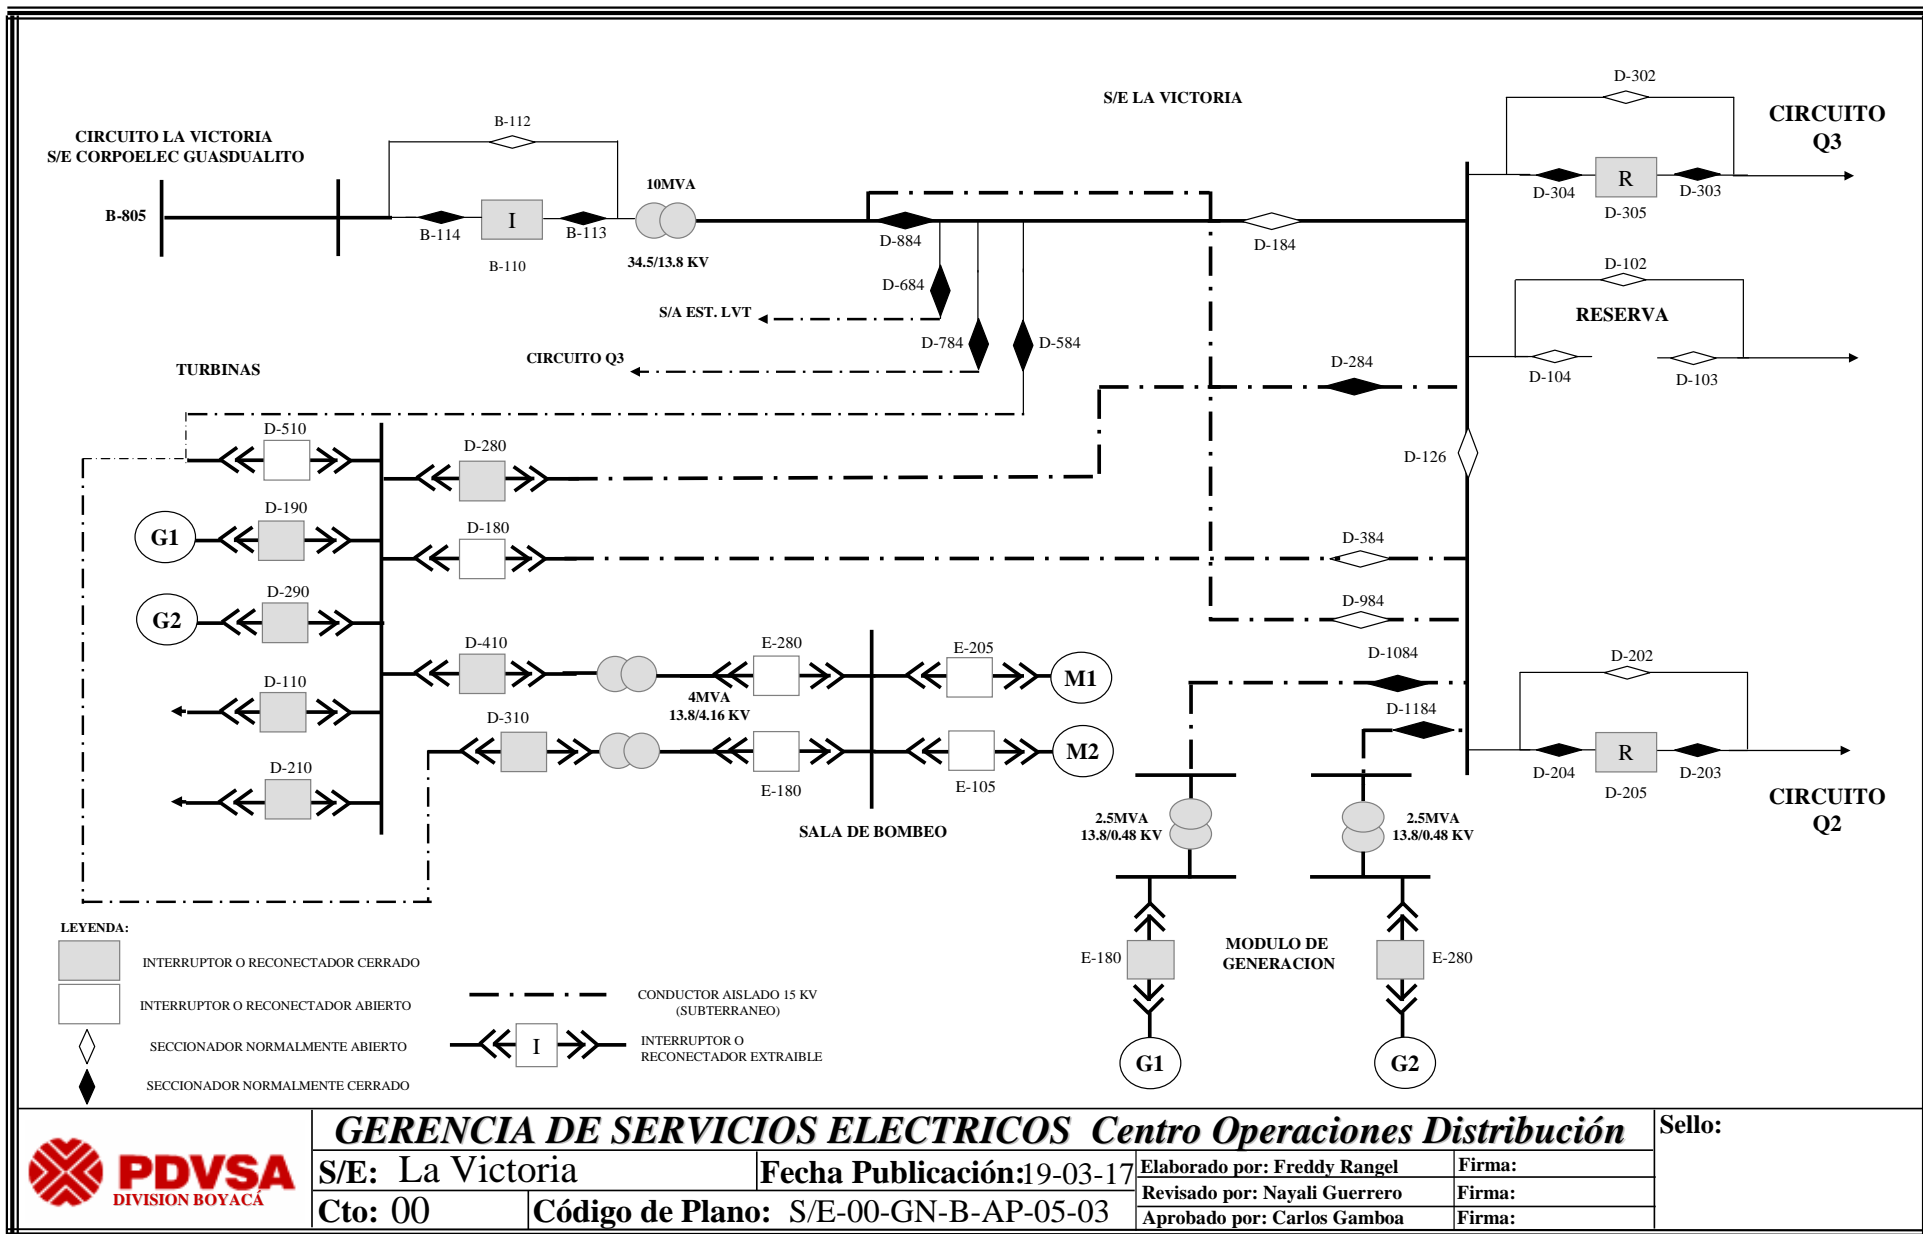 S/E LA VICTORIA
D-302
CIRCUITO LA VICTORIA
S/E CORPOELEC GUASDUALITO
B-112
CIRCUITO
Q3
10MVA
B-805
B-114
I
B-113
B-110
34.5/13.8 KV
D-884
D-184
D-304
R
D-303
D-305
D-684
D-102
S/A EST. LVT
RESERVA
D-784
D-584
CIRCUITO Q3
D-284
D-104
D-103
TURBINAS
D-510
D-280
D-126
D-190
G1
D-180
D-384
D-290
G2
D-984
D-410
E-280
E-205
D-1084
D-202
M1
D-110
4MVA
13.8/4.16 KV
D-310
D-1184
M2
D-204
R
D-203
D-205
D-210
E-180
E-105
CIRCUITO
Q2
SALA DE BOMBEO
2.5MVA
13.8/0.48 KV
2.5MVA
13.8/0.48 KV
LEYENDA:
INTERRUPTOR O RECONECTADOR CERRADO
INTERRUPTOR O RECONECTADOR ABIERTO
SECCIONADOR NORMALMENTE ABIERTO
SECCIONADOR NORMALMENTE CERRADO
CONDUCTOR AISLADO 15 KV
(SUBTERRANEO)
I
INTERRUPTOR O
RECONECTADOR EXTRAIBLE
E-180
MODULO DE
GENERACION
E-280
G1
G2
PDVSA
DIVISION BOYACÁ
GERENCIA DE SERVICIOS ELECTRICOS Centro Operaciones Distribución
Sello:
S/E: La Victoria
Fecha Publicación:19-03-17
Elaborado por: Freddy Rangel
Firma:
Revisado por: Nayali Guerrero
Firma:
Cto: 00
Código de Plano: S/E-00-GN-B-AP-05-03
Aprobado por: Carlos Gamboa
Firma: